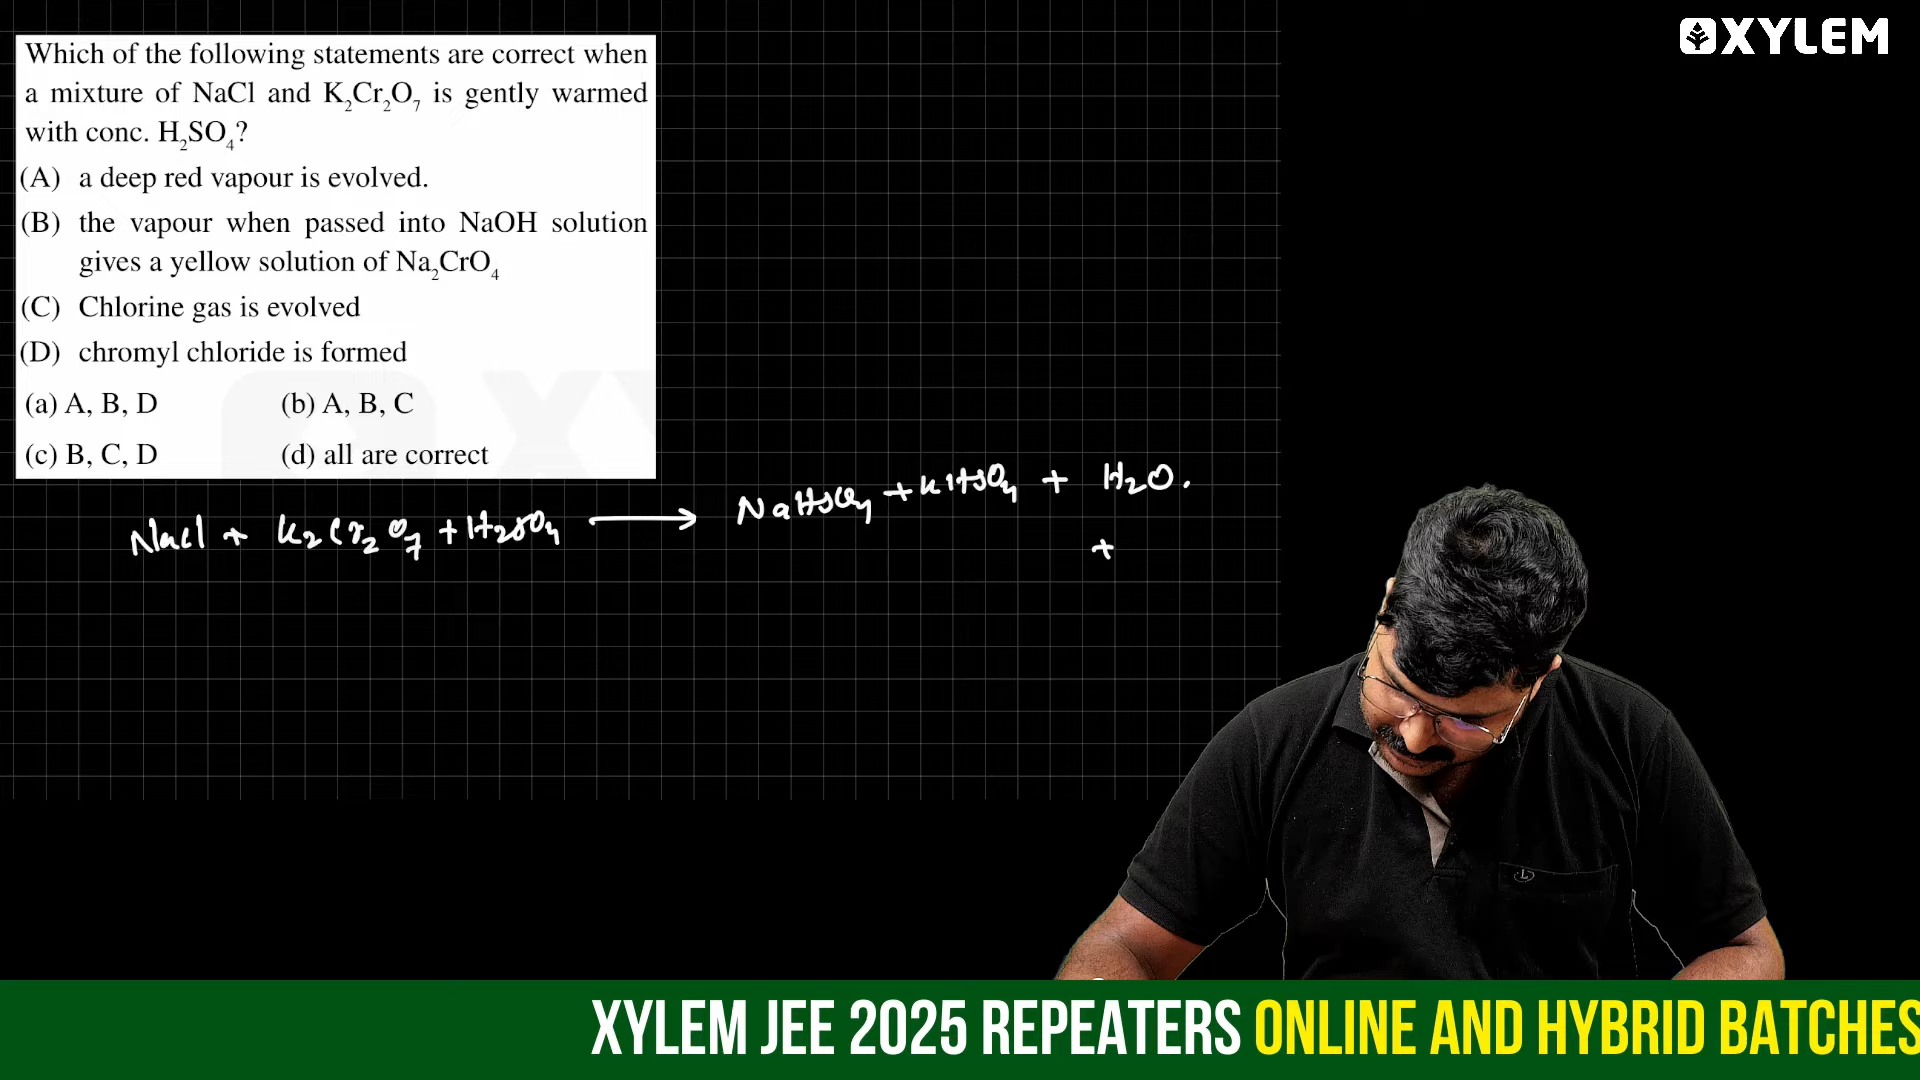 XYLEM
Which of the following statements are correct when
a mixture of NaCl and K₂Cr₂O₇ is gently warmed
with conc. H₂SO₄?
(A) a deep red vapour is evolved.
(B) the vapour when passed into NaOH solution
gives a yellow solution of Na₂CrO₄
(C) Chlorine gas is evolved
(D) chromyl chloride is formed
(a) A, B, D (b) A, B, C
(c) B, C, D (d) all are correct
NaCl + K₂Cr₂O₇ + H₂SO₄ ⟶ NaHSO₄ + KHSO₄ + H₂O.
+
XYLEM JEE 2025 REPEATERS ONLINE AND HYBRID BATCHES